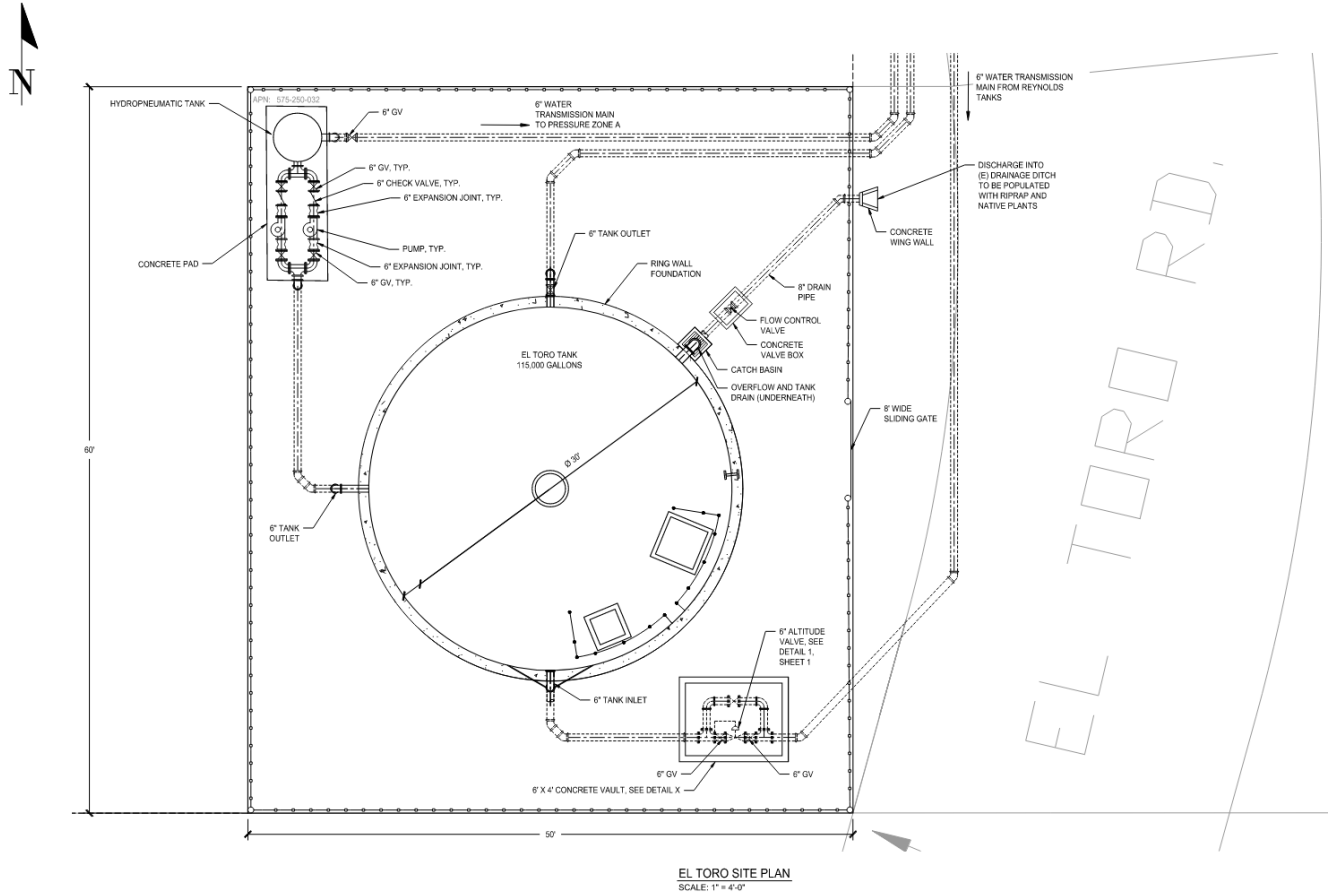 N
HYDROPNEUMATIC TANK
APN: 575-250-032
6" GV
6" WATER
TRANSMISSION MAIN
TO PRESSURE ZONE A
6" WATER TRANSMISSION
MAIN FROM REYNOLDS
TANKS
6" GV, TYP.
6" CHECK VALVE, TYP.
6" EXPANSION JOINT, TYP.
PUMP, TYP.
6" EXPANSION JOINT, TYP.
6" GV, TYP.
CONCRETE PAD
6" TANK OUTLET
RING WALL
FOUNDATION
DISCHARGE INTO
(E) DRAINAGE DITCH
TO BE POPULATED
WITH RIPRAP AND
NATIVE PLANTS
CONCRETE
WING WALL
8" DRAIN
PIPE
FLOW CONTROL
VALVE
CONCRETE
VALVE BOX
CATCH BASIN
OVERFLOW AND TANK
DRAIN (UNDERNEATH)
EL TORO TANK
115,000 GALLONS
8' WIDE
SLIDING GATE
60'
Ø 30'
6" TANK
OUTLET
6" ALTITUDE
VALVE, SEE
DETAIL 1,
SHEET 1
6" TANK INLET
6" GV
6" GV
6' X 4' CONCRETE VAULT, SEE DETAIL X
50'
EL TORO RD.
EL TORO SITE PLAN
SCALE: 1" = 4'-0"